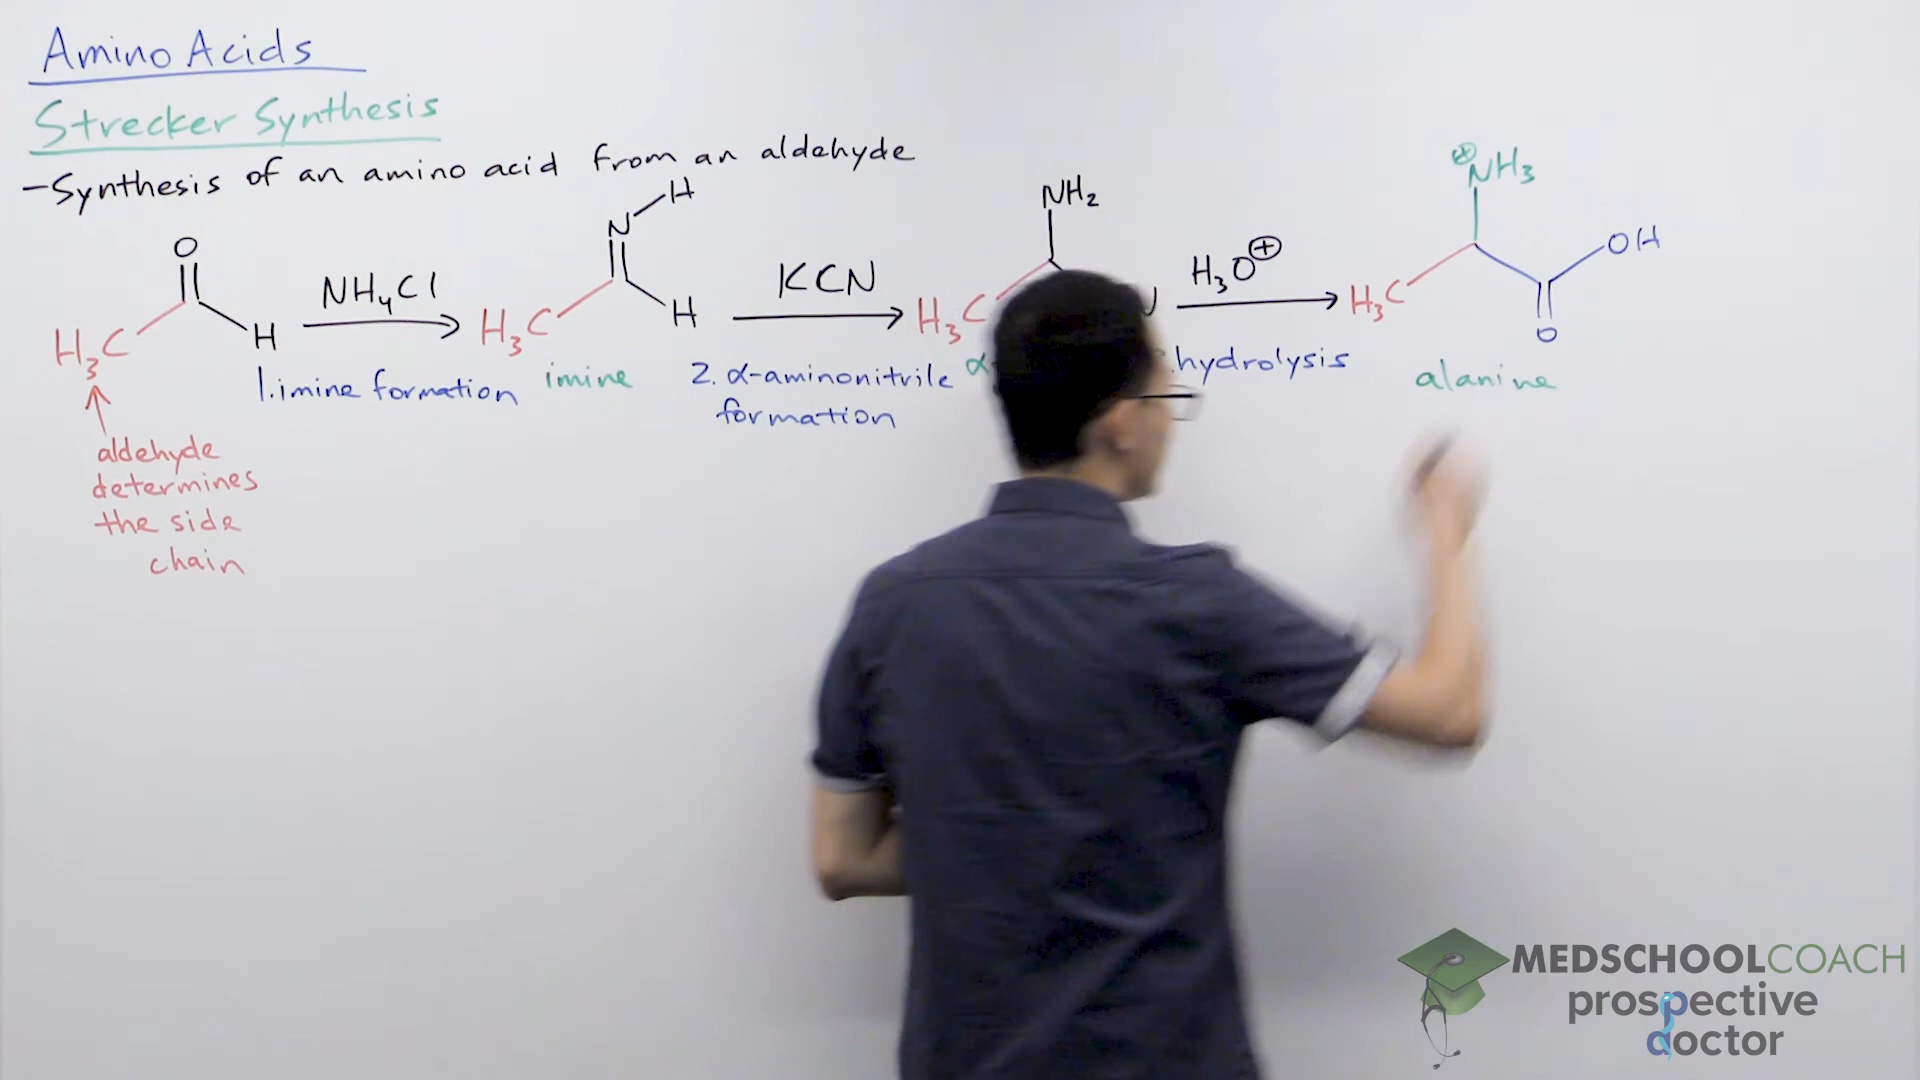 Amino Acids
Strecker Synthesis
- Synthesis of an amino acid from an aldehyde
O
H₃C
H
NH₄Cl
1. imine formation
N
H
H₃C
H
imine
KCN
2. α-aminonitrile
formation
NH₂
H₃C
H₃O⊕
hydrolysis
⊕NH₃
H₃C
OH
O
alanine
aldehyde
determines
the side
chain
MEDSCHOOLCOACH
prospective
doctor